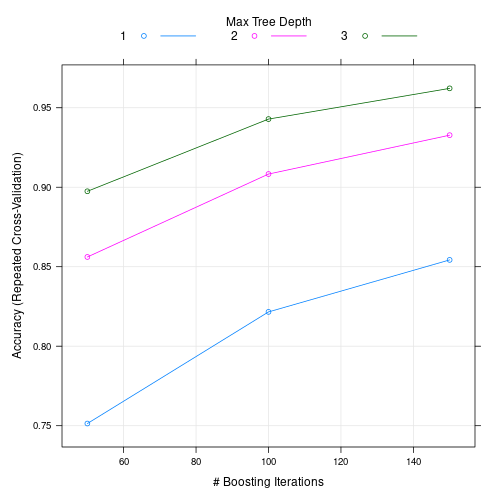 Max Tree Depth
1 2 3
Accuracy (Repeated Cross-Validation)
0.95
0.90
0.85
0.80
0.75
60 80 100 120 140
# Boosting Iterations